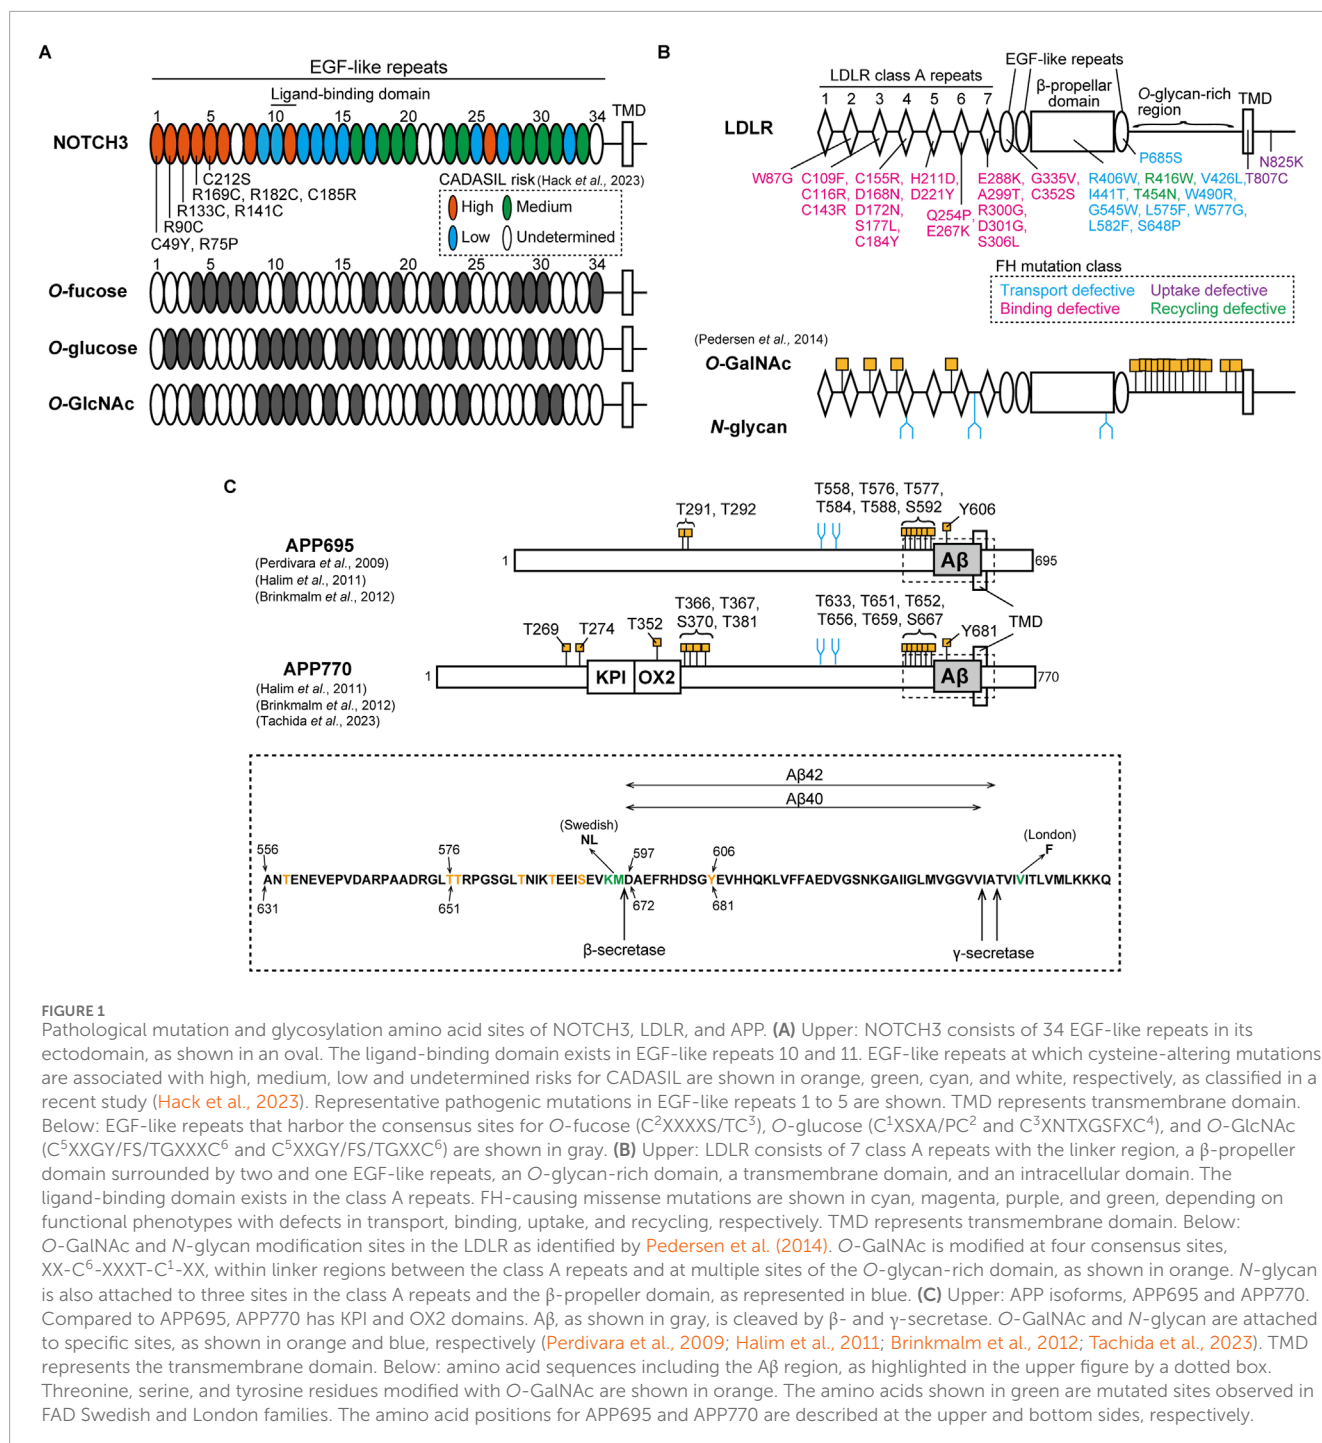 A
EGF-like repeats
Ligand-binding domain
1 5 10 15 20 25 30 34 TMD
NOTCH3
C212S
R169C, R182C, C185R
R133C, R141C
R90C
C49Y, R75P
CADASIL risk (Hack et al., 2023)
High Medium
Low Undetermined
1 5 10 15 20 25 30 34
O-fucose
O-glucose
O-GlcNAc
B
EGF-like repeats
LDLR class A repeats
β-propellar
domain
O-glycan-rich
region
TMD
1 2 3 4 5 6 7
LDLR
W87G
C109F,
C116R,
C143R
C155R,
D168N,
D172N,
S177L,
C184Y
H211D,
D221Y
Q254P,
E267K
E288K,
A299T,
R300G,
D301G,
S306L
G335V,
C352S
P685S
R406W, R416W, V426L,
I441T, T454N, W490R,
G545W, L575F, W577G,
L582F, S648P
T807C
N825K
FH mutation class
Transport defective Uptake defective
Binding defective Recycling defective
(Pedersen et al., 2014)
O-GalNAc
N-glycan
C
APP695
(Perdivara et al., 2009)
(Halim et al., 2011)
(Brinkmalm et al., 2012)
T291, T292
T558, T576, T577,
T584, T588, S592
Y606
1
Aβ
695
TMD
APP770
(Halim et al., 2011)
(Brinkmalm et al., 2012)
(Tachida et al., 2023)
T269
T274
T352
T366, T367,
S370, T381
T633, T651, T652,
T656, T659, S667
Y681
1
KPI OX2
Aβ
770
Aβ42
Aβ40
(Swedish)
NL
(London)
F
556 576 597 606
ANTENEVEPVDARPAADRGLTTRPGSGLTNIKTEEISEVKMDAEFRHDSGYEVHHQKLVFFAEDVGSNKGAIIGLMVGGVVIATVIVITLVMLKKKQ
631 651 672 681
β-secretase
γ-secretase
FIGURE 1
Pathological mutation and glycosylation amino acid sites of NOTCH3, LDLR, and APP. (A) Upper: NOTCH3 consists of 34 EGF-like repeats in its
ectodomain, as shown in an oval. The ligand-binding domain exists in EGF-like repeats 10 and 11. EGF-like repeats at which cysteine-altering mutations
are associated with high, medium, low and undetermined risks for CADASIL are shown in orange, green, cyan, and white, respectively, as classified in a
recent study (Hack et al., 2023). Representative pathogenic mutations in EGF-like repeats 1 to 5 are shown. TMD represents transmembrane domain.
Below: EGF-like repeats that harbor the consensus sites for O-fucose (C²XXXXS/TC³), O-glucose (C¹XSXA/PC² and C³XNTXGSFXC⁴), and O-GlcNAc
(C⁵XXGY/FS/TGXXXC⁶ and C⁵XXGY/FS/TGXXC⁶) are shown in gray. (B) Upper: LDLR consists of 7 class A repeats with the linker region, a β-propeller
domain surrounded by two and one EGF-like repeats, an O-glycan-rich domain, a transmembrane domain, and an intracellular domain. The
ligand-binding domain exists in the class A repeats. FH-causing missense mutations are shown in cyan, magenta, purple, and green, depending on
functional phenotypes with defects in transport, binding, uptake, and recycling, respectively. TMD represents transmembrane domain. Below:
O-GalNAc and N-glycan modification sites in the LDLR as identified by Pedersen et al. (2014). O-GalNAc is modified at four consensus sites,
XX-C⁶-XXXT-C¹-XX, within linker regions between the class A repeats and at multiple sites of the O-glycan-rich domain, as shown in orange. N-glycan
is also attached to three sites in the class A repeats and the β-propeller domain, as represented in blue. (C) Upper: APP isoforms, APP695 and APP770.
Compared to APP695, APP770 has KPI and OX2 domains. Aβ, as shown in gray, is cleaved by β- and γ-secretase. O-GalNAc and N-glycan are attached
to specific sites, as shown in orange and blue, respectively (Perdivara et al., 2009; Halim et al., 2011; Brinkmalm et al., 2012; Tachida et al., 2023). TMD
represents the transmembrane domain. Below: amino acid sequences including the Aβ region, as highlighted in the upper figure by a dotted box.
Threonine, serine, and tyrosine residues modified with O-GalNAc are shown in orange. The amino acids shown in green are mutated sites observed in
FAD Swedish and London families. The amino acid positions for APP695 and APP770 are described at the upper and bottom sides, respectively.